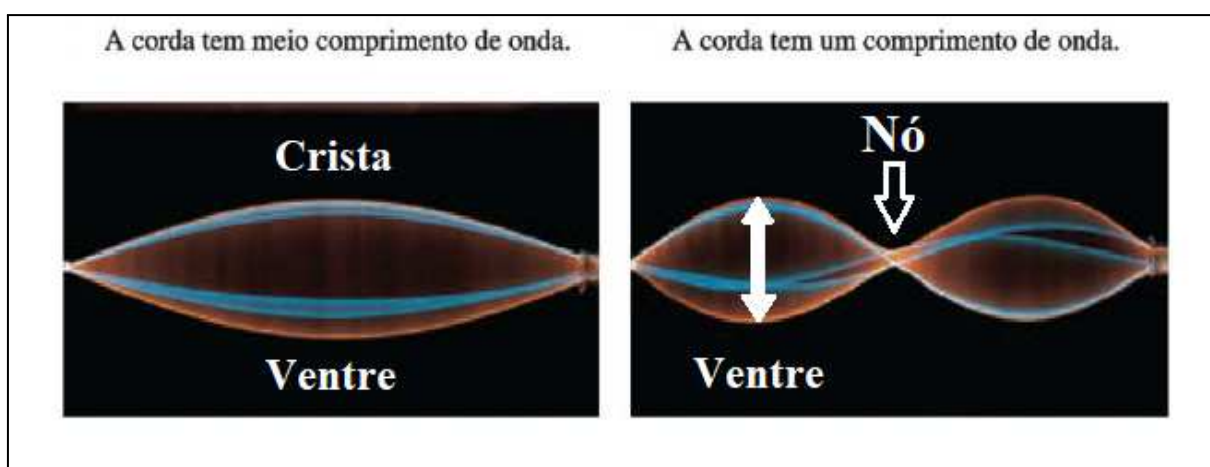 A corda tem meio comprimento de onda.
A corda tem um comprimento de onda.
Crista
Ventre
Nó
Ventre